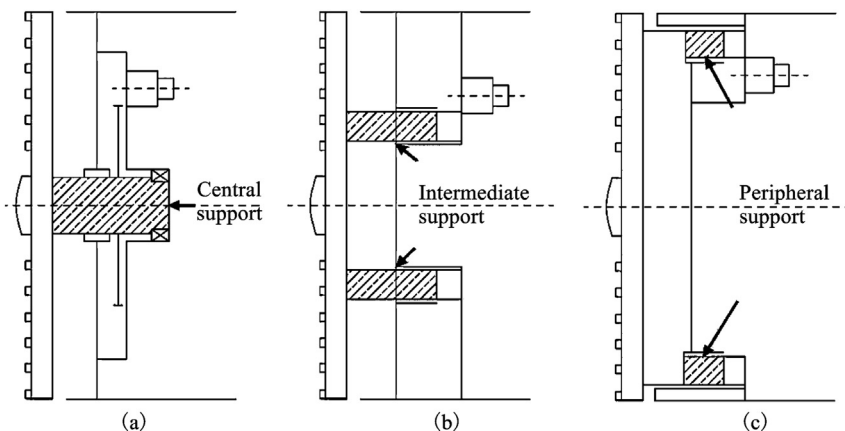 Central
support
Intermediate
support
Peripheral
support
(a)
(b)
(c)